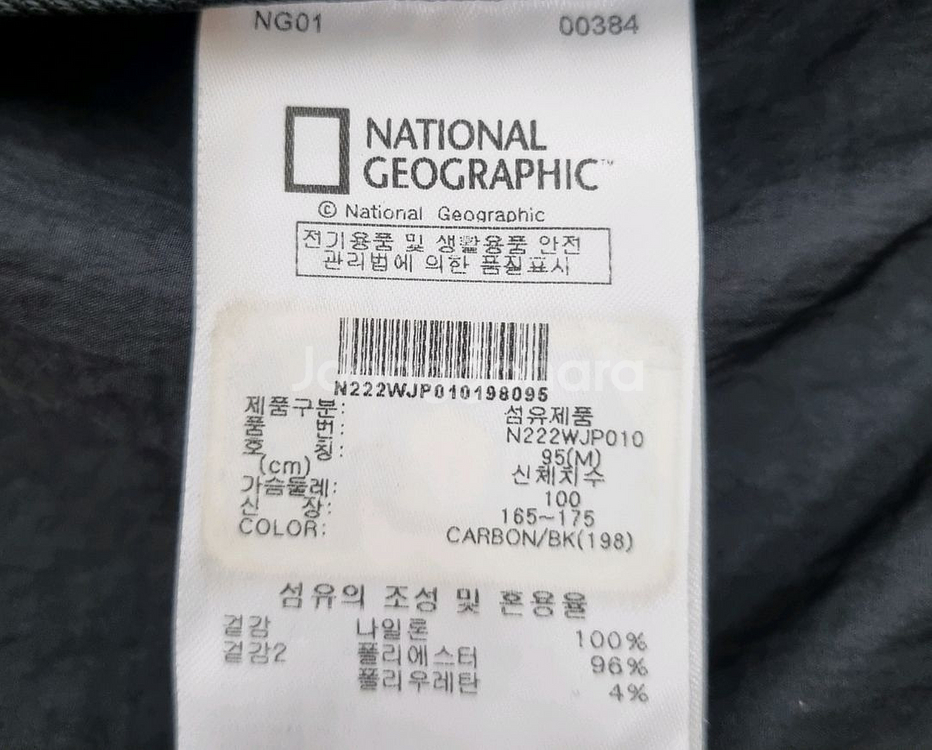 NG01 00384
NATIONAL
GEOGRAPHIC™
© National Geographic
전기용품 및 생활용품 안전
관리법에 의한 품질표시
N222WJP010198095
제품구분: 섬유제품
품 번: N222WJP010
호 칭: 95(M)
(cm) 신체치수
가슴둘레: 100
신 장: 165~175
COLOR: CARBON/BK(198)
섬유의 조성 및 혼용율
겉감 나일론 100%
겉감2 폴리에스터 96%
폴리우레탄 4%